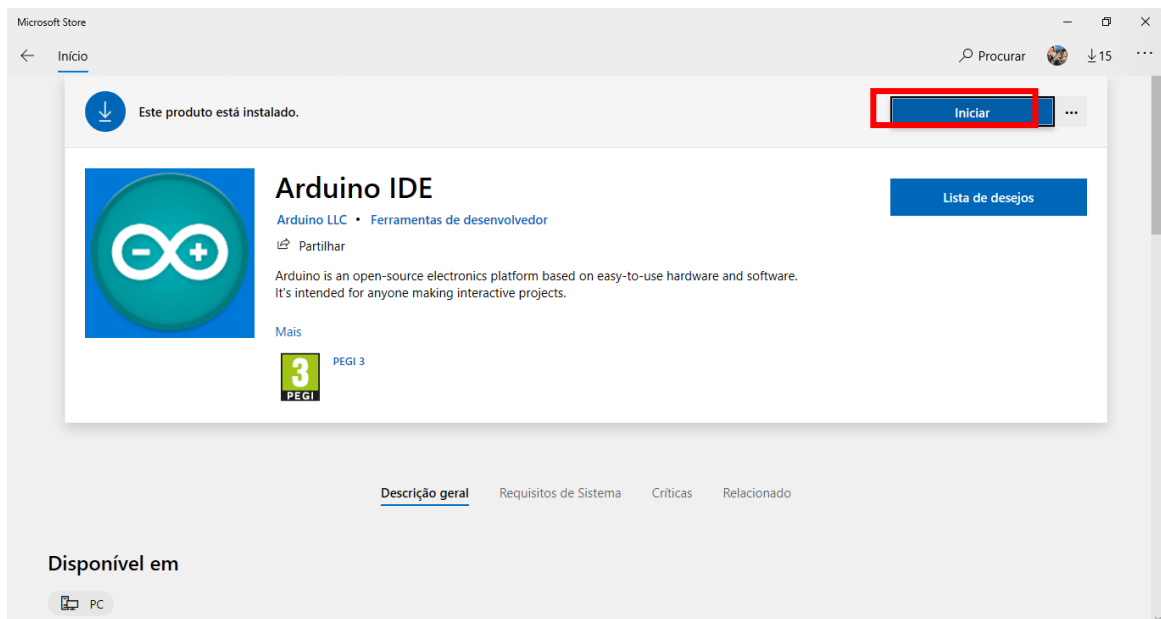 Microsoft Store
Início
Procurar
15
Este produto está instalado.
Iniciar
Arduino IDE
Lista de desejos
Arduino LLC • Ferramentas de desenvolvedor
Partilhar
Arduino is an open-source electronics platform based on easy-to-use hardware and software.
It's intended for anyone making interactive projects.
Mais
3
PEGI
PEGI 3
Descrição geral
Requisitos de Sistema
Críticas
Relacionado
Disponível em
PC